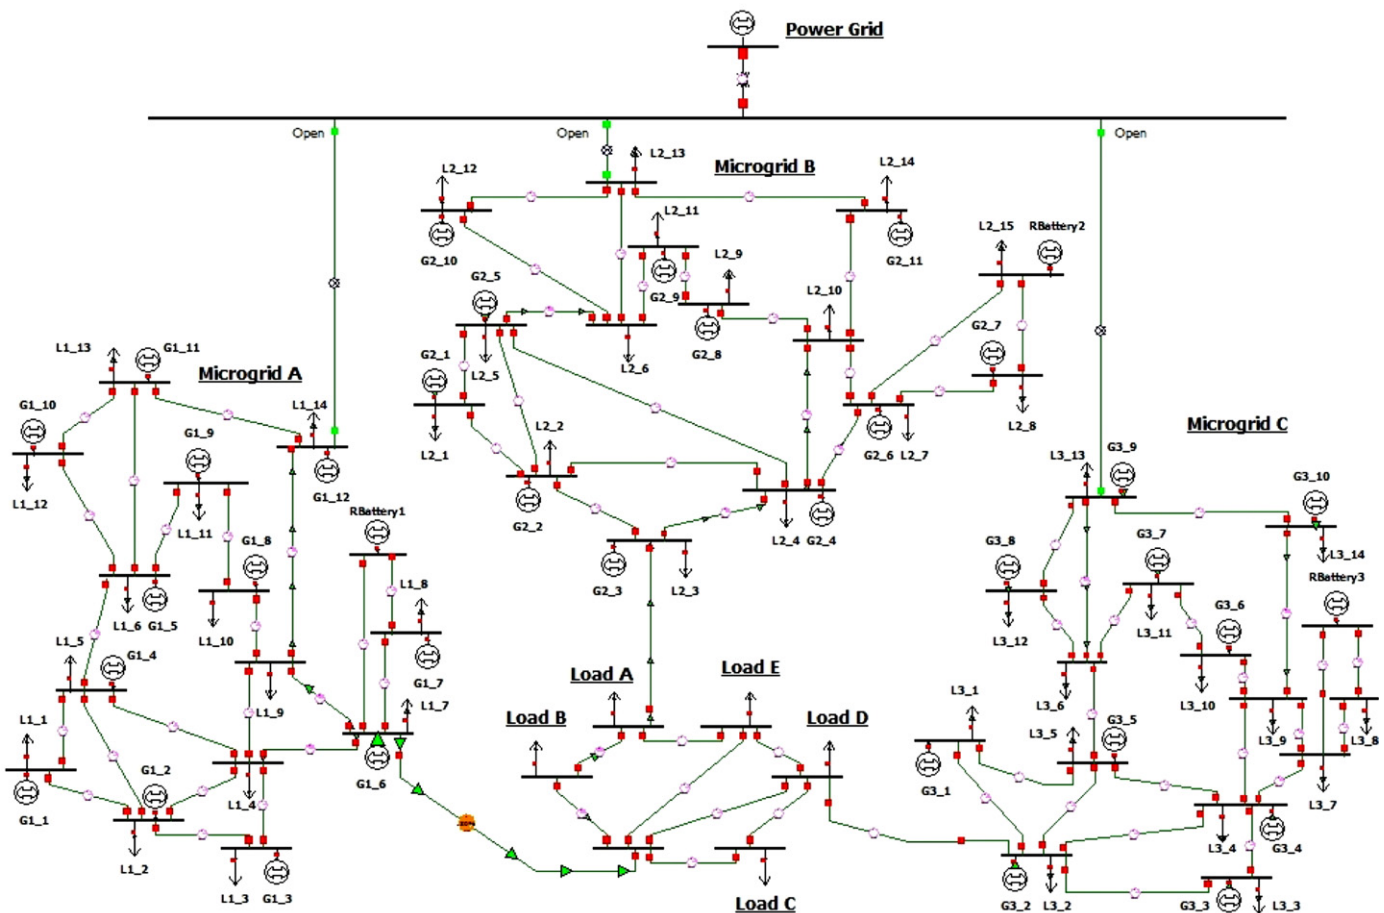 Power Grid
Open
Open
Open
L2_13
Microgrid B
L2_14
L2_12
L2_11
L2_15
RBattery2
G2_10
G2_5
L2_9
G2_11
G2_9
L2_10
G2_7
G2_1
L2_5
L2_6
G2_8
L1_13
G1_11
Microgrid A
G1_10
L1_14
G1_9
L2_2
L2_1
G2_6
L2_7
L2_8
Microgrid C
L3_13
G3_9
G3_10
L1_12
G1_12
RBattery1
L1_11
G2_2
L2_4
G2_4
G1_8
G3_8
G3_7
L3_14
L1_8
G2_3
L2_3
RBattery3
L1_6
G1_5
L1_10
L3_12
L3_11
G3_6
L1_5
G1_4
G1_7
Load A
Load E
L1_9
L1_7
L3_6
L3_10
L3_1
L1_1
Load B
Load D
L3_5
G3_5
L3_9
L3_8
G1_2
G1_6
G3_1
L3_7
G1_1
L1_4
L1_2
L3_4
G3_4
L1_3
G1_3
Load C
G3_2
L3_2
G3_3
L3_3